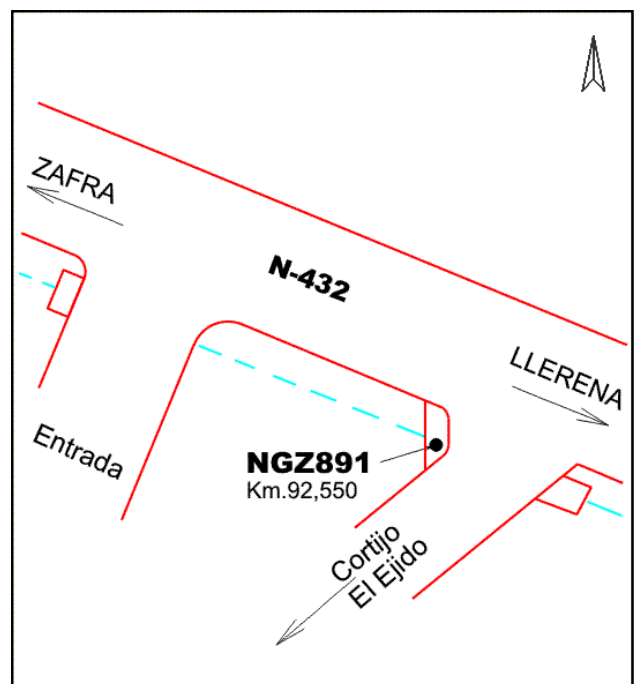 ZAFRA
N-432
LLERENA
Entrada
NGZ891
Km.92,550
Cortijo
El Ejido